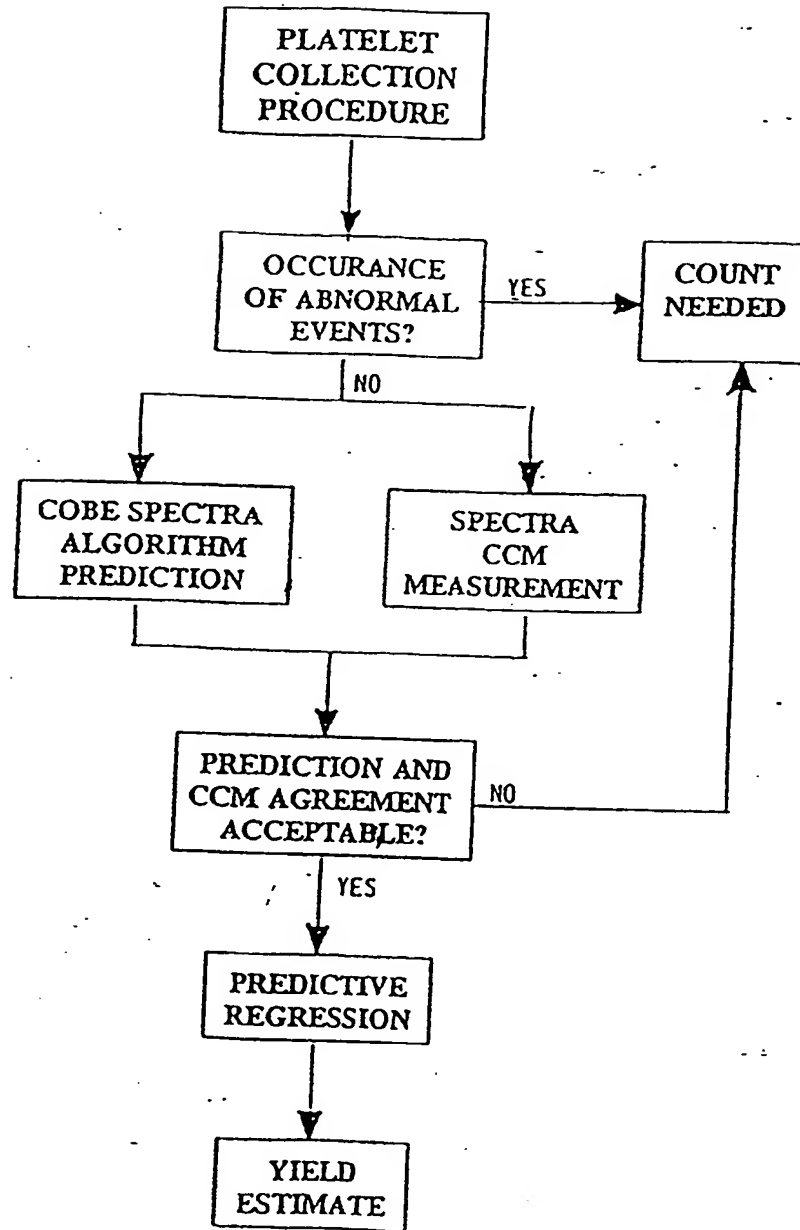 PLATELET
COLLECTION
PROCEDURE
OCCURANCE
OF ABNORMAL
EVENTS?
YES
COUNT
NEEDED
NO
COBE SPECTRA
ALGORITHM
PREDICTION
SPECTRA
CCM
MEASUREMENT
PREDICTION AND
CCM AGREEMENT
ACCEPTABLE?
NO
YES
PREDICTIVE
REGRESSION
YIELD
ESTIMATE